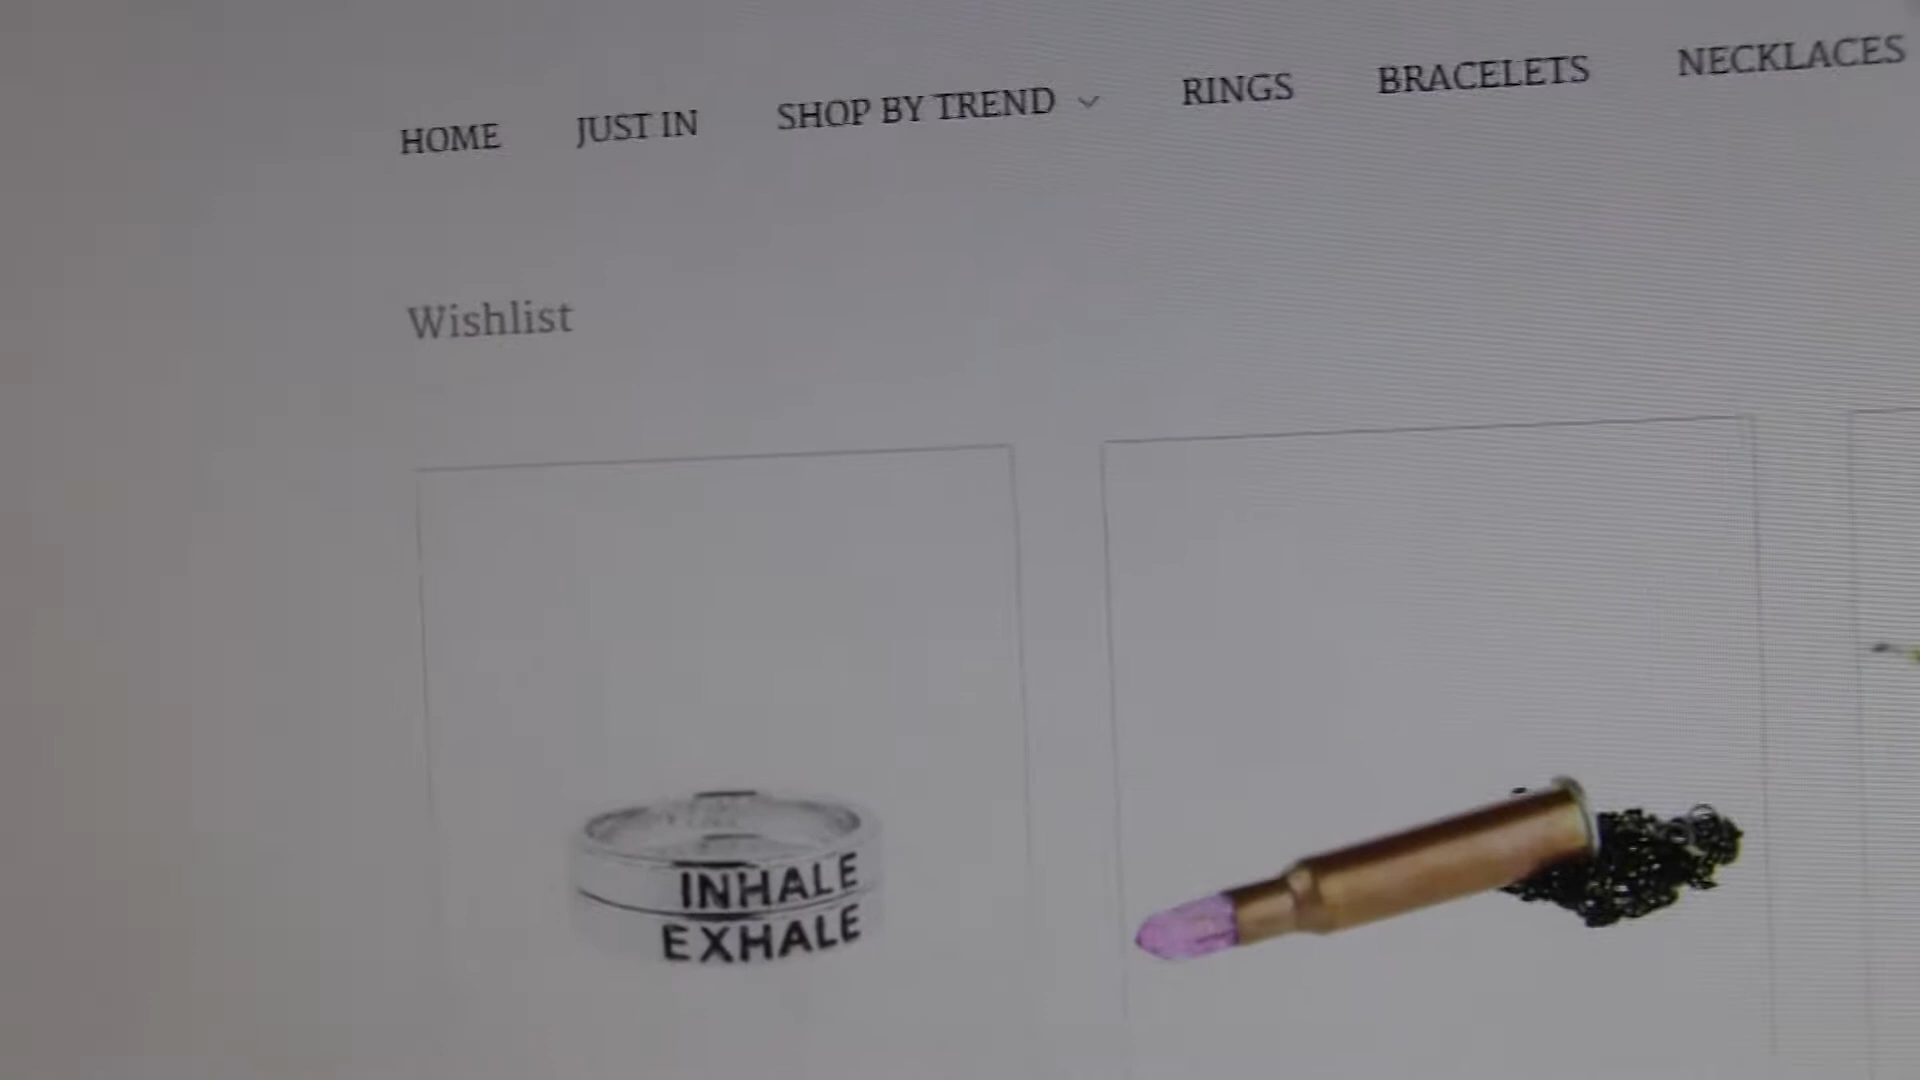 HOME JUST IN SHOP BY TREND RINGS BRACELETS NECKLACES
Wishlist
INHALE
EXHALE